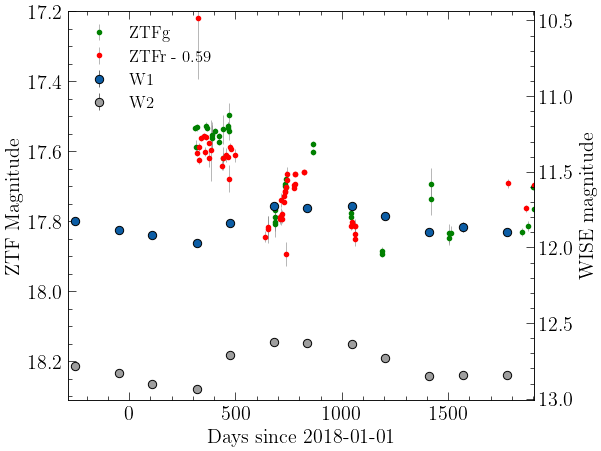 17.2
17.4
17.6
17.8
18.0
18.2
ZTF Magnitude
ZTFg
ZTFr - 0.59
W1
W2
10.5
11.0
11.5
12.0
12.5
13.0
WISE magnitude
0
500
1000
1500
Days since 2018-01-01